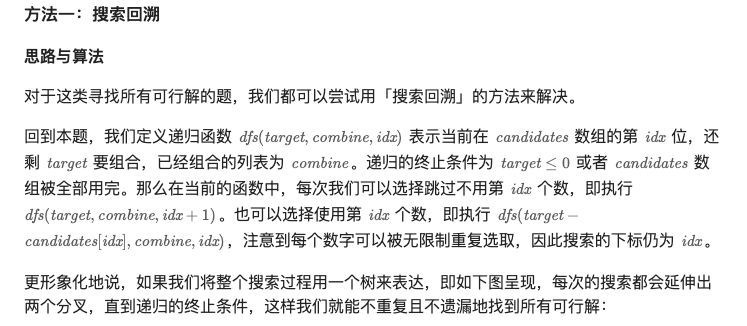 方法一：搜索回溯
思路与算法
对于这类寻找所有可行解的题，我们都可以尝试用「搜索回溯」的方法来解决。
回到本题，我们定义递归函数 dfs(target, combine, idx) 表示当前在 candidates 数组的第 idx 位，还
剩 target 要组合，已经组合的列表为 combine。递归的终止条件为 target ≤ 0 或者 candidates 数
组被全部用完。那么在当前的函数中，每次我们可以选择跳过不用第 idx 个数，即执行
dfs(target, combine, idx + 1)。也可以选择使用第 idx 个数，即执行 dfs(target −
candidates[idx], combine, idx)，注意到每个数字可以被无限制重复选取，因此搜索的下标仍为 idx。
更形象化地说，如果我们将整个搜索过程用一个树来表达，即如下图呈现，每次的搜索都会延伸出
两个分叉，直到递归的终止条件，这样我们就能不重复且不遗漏地找到所有可行解：